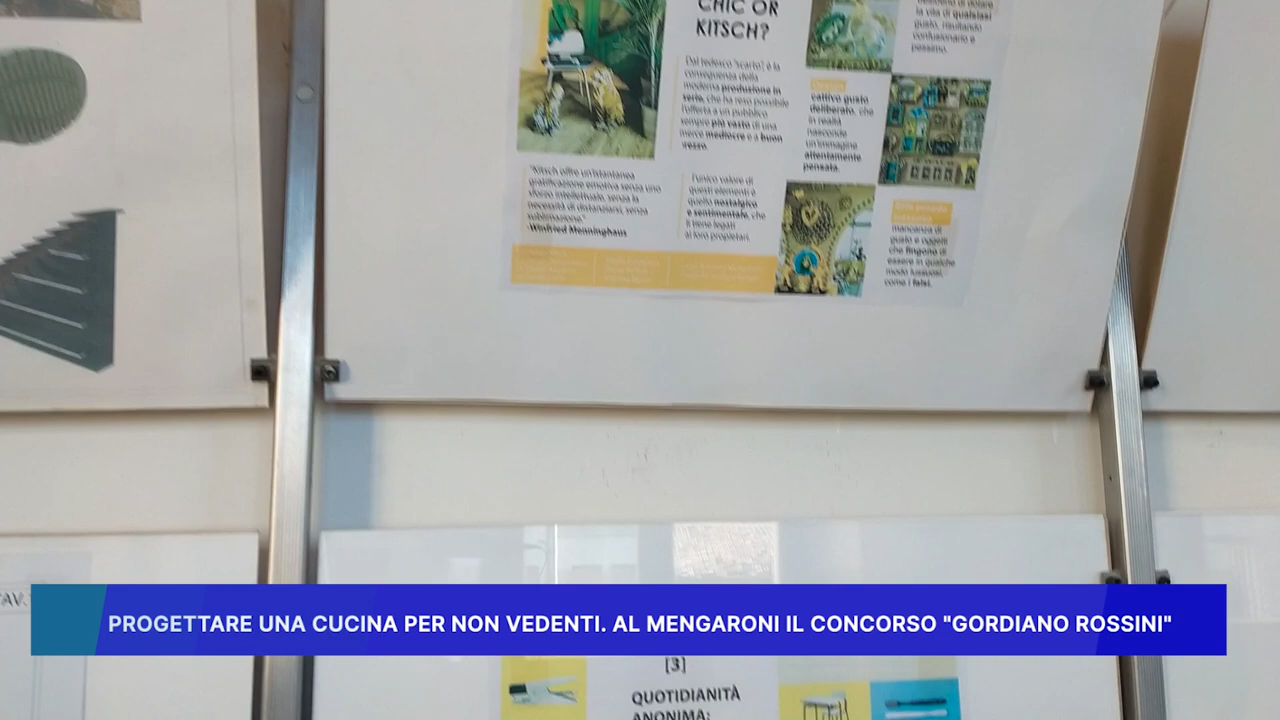 CHIC OR
KITSCH?
Dal tedesco "scarto", è la
conseguenza della
moderna produzione in
serie, che ha reso possibile
l'offerta a un pubblico
sempre più vasto di una
merce mediocre e a buon
la vita di qualsiasi
gusto, risultando
confusionario e
pessimo.
cattivo gusto
deliberato, che
in realtà
nasconde
un'immagine
attentamente
pensata.
"Kitsch offre un'istantanea
gratificazione emotiva senza uno
sforzo intellettuale, senza la
necessità di distanziarsi, senza
sublimazione."
Winfried Menninghaus
l'unico valore di
questi elementi è
quello nostalgico
e sentimentale, che
li tiene legati
ai loro proprietari.
mancanza di
gusto e oggetti
che fingono di
essere in qualche
modo lussuosi,
come i falsi.
PROGETTARE UNA CUCINA PER NON VEDENTI. AL MENGARONI IL CONCORSO "GORDIANO ROSSINI"
[3]
QUOTIDIANITÀ
ANONIMA: